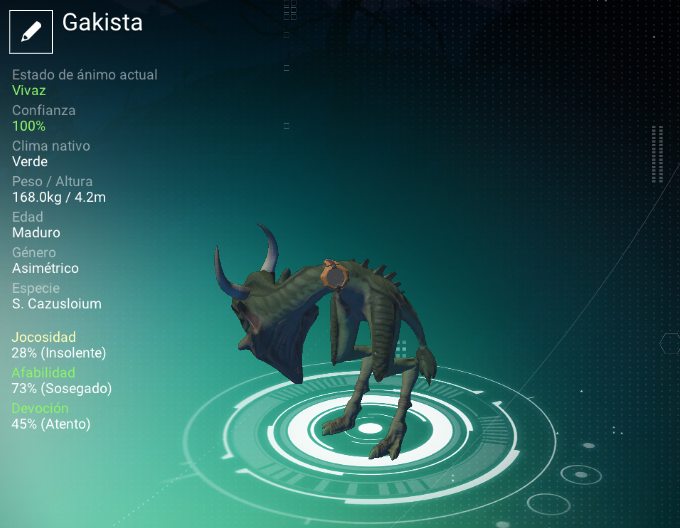 Gakista
Estado de ánimo actual
Vivaz
Confianza
100%
Clima nativo
Verde
Peso / Altura
168.0kg / 4.2m
Edad
Maduro
Género
Asimétrico
Especie
S. Cazusloium
Jocosidad
28% (Insolente)
Afabilidad
73% (Sosegado)
Devoción
45% (Atento)